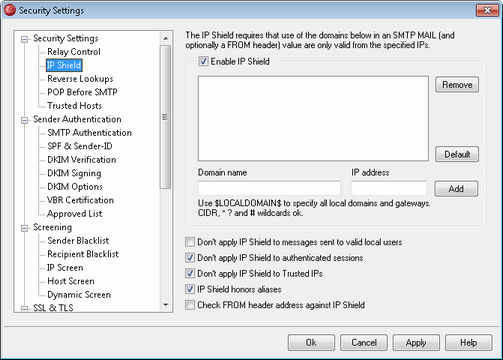 Security Settings
Security Settings
Relay Control
IP Shield
Reverse Lookups
POP Before SMTP
Trusted Hosts
Sender Authentication
SMTP Authentication
SPF & Sender-ID
DKIM Verification
DKIM Signing
DKIM Options
VBR Certification
Approved List
Screening
Sender Blacklist
Recipient Blacklist
IP Screen
Host Screen
Dynamic Screen
SSL & TLS
The IP Shield requires that use of the domains below in an SMTP MAIL (and
optionally a FROM header) value are only valid from the specified IPs.
Enable IP Shield
Remove
Default
Domain name
IP address
Add
Use $LOCALDOMAIN$ to specify all local domains and gateways.
CIDR, * ? and # wildcards ok.
Don't apply IP Shield to messages sent to valid local users
Don't apply IP Shield to authenticated sessions
Don't apply IP Shield to Trusted IPs
IP Shield honors aliases
Check FROM header address against IP Shield
Ok
Cancel
Apply
Help